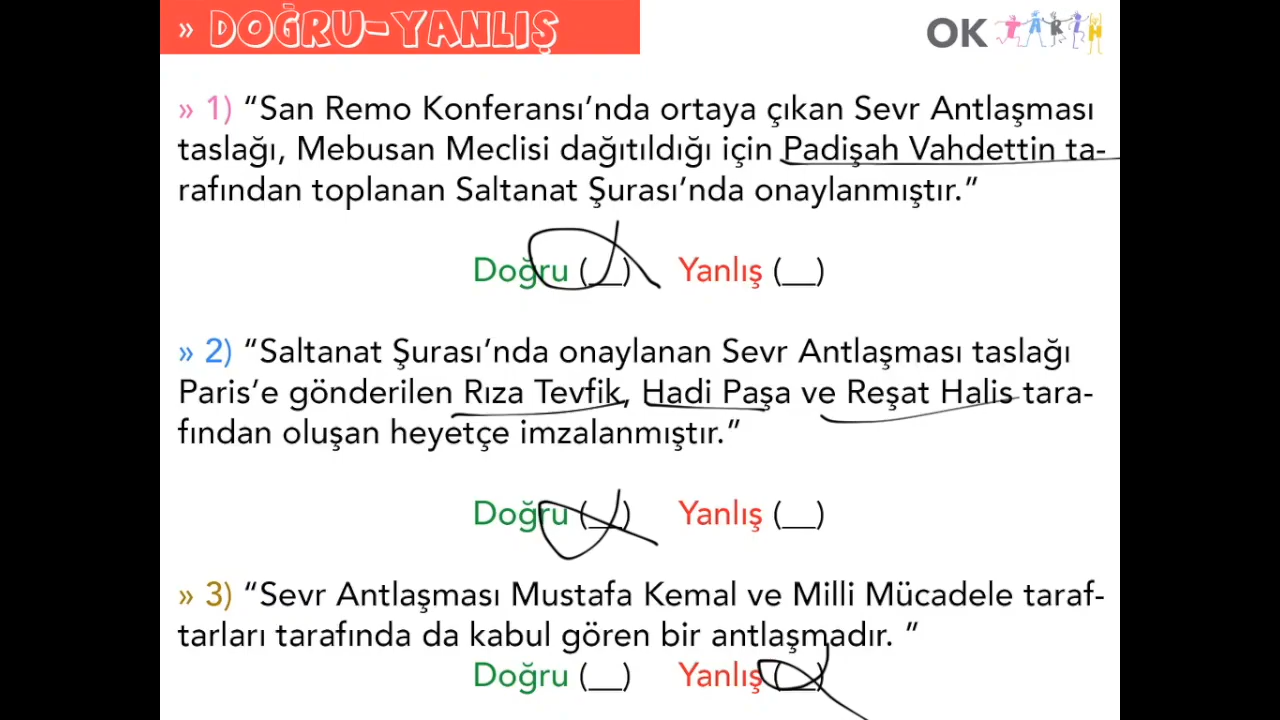 » DOĞRU-YANLIŞ
OK TARİH
» 1) “San Remo Konferansı’nda ortaya çıkan Sevr Antlaşması
taslağı, Mebusan Meclisi dağıtıldığı için Padişah Vahdettin ta-
rafından toplanan Saltanat Şurası’nda onaylanmıştır.”
Doğru (__) Yanlış (__)
» 2) “Saltanat Şurası’nda onaylanan Sevr Antlaşması taslağı
Paris’e gönderilen Rıza Tevfik, Hadi Paşa ve Reşat Halis tara-
fından oluşan heyetçe imzalanmıştır.”
Doğru (__) Yanlış (__)
» 3) “Sevr Antlaşması Mustafa Kemal ve Milli Mücadele taraf-
tarları tarafında da kabul gören bir antlaşmadır. ”
Doğru (__) Yanlış (__)